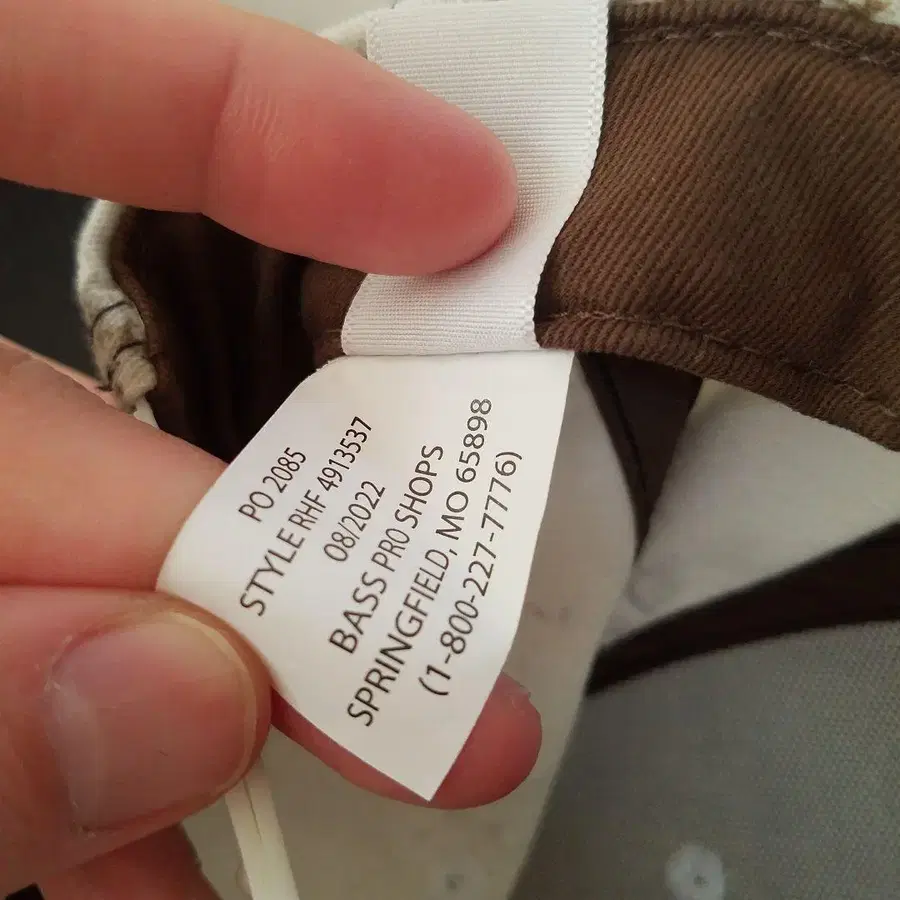 PO 2085
STYLE RHF 4913537
08/2022
BASS PRO SHOPS
SPRINGFIELD, MO 65898
(1-800-227-7776)